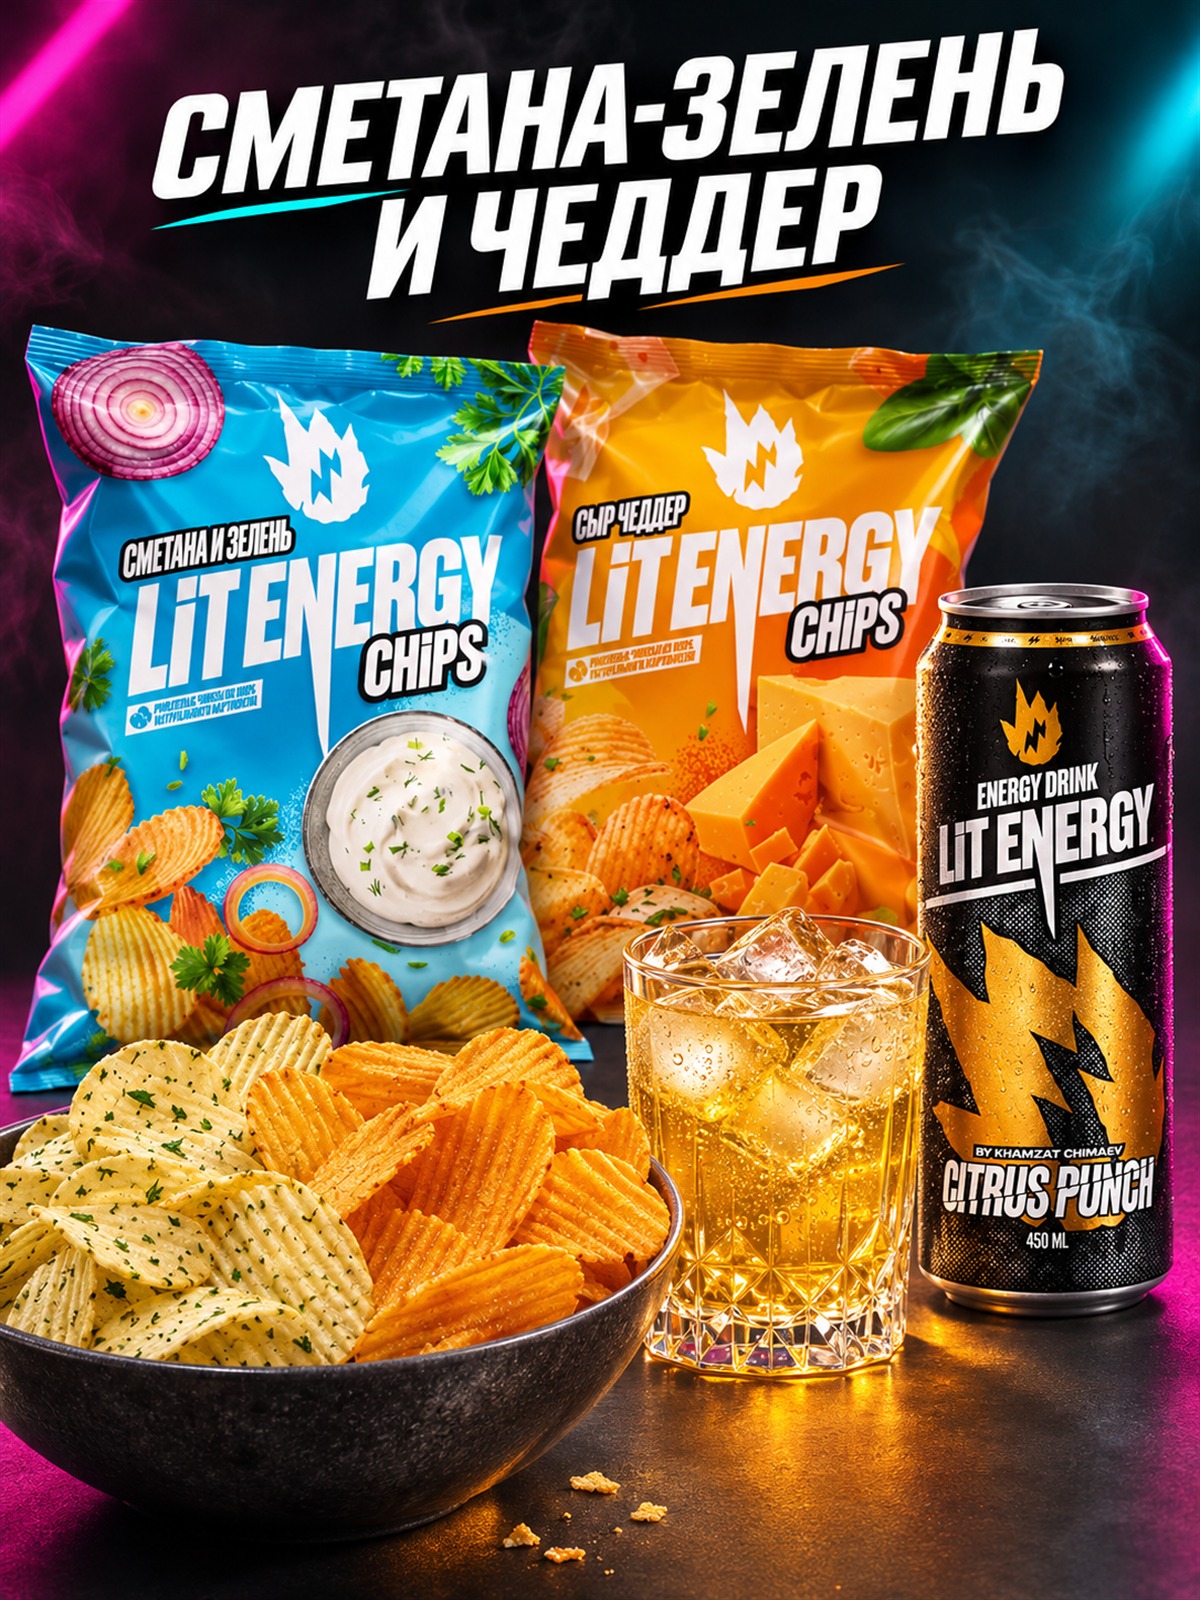 СМЕТАНА-ЗЕЛЕНЬ
И ЧЕДДЕР
СМЕТАНА И ЗЕЛЕНЬ
LIT ENERGY
CHIPS
СЫР ЧЕДДЕР
LIT ENERGY
CHIPS
ENERGY DRINK
LIT ENERGY
BY KHAMZAT CHIMAEV
CITRUS PUNCH
450 ML